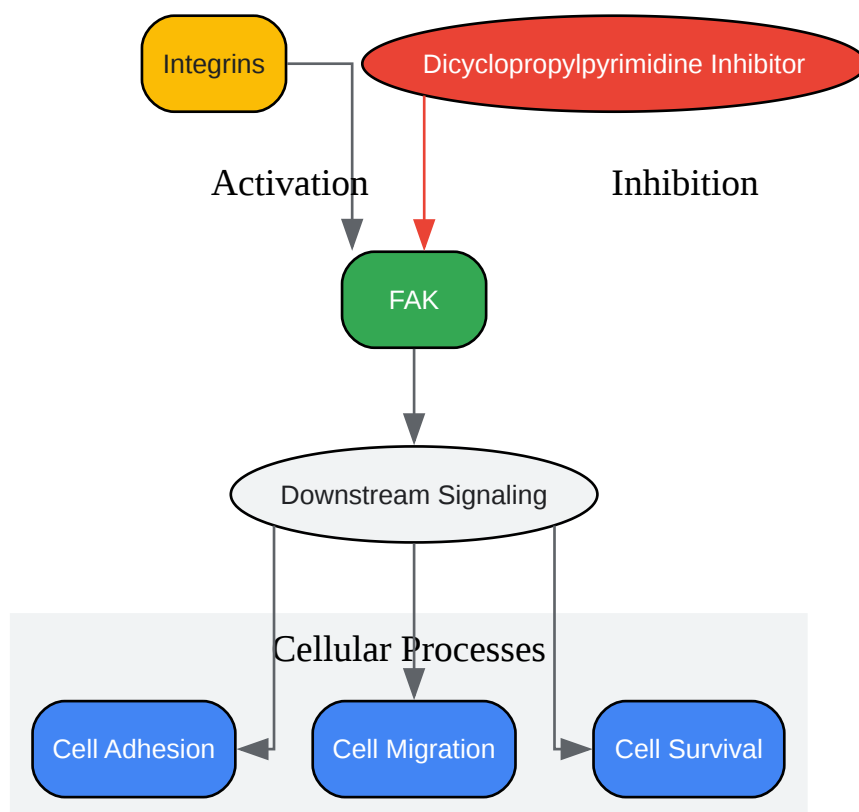 Integrins
Dicyclopropylpyrimidine Inhibitor
Activation
Inhibition
FAK
Downstream Signaling
Cellular Processes
Cell Adhesion
Cell Migration
Cell Survival